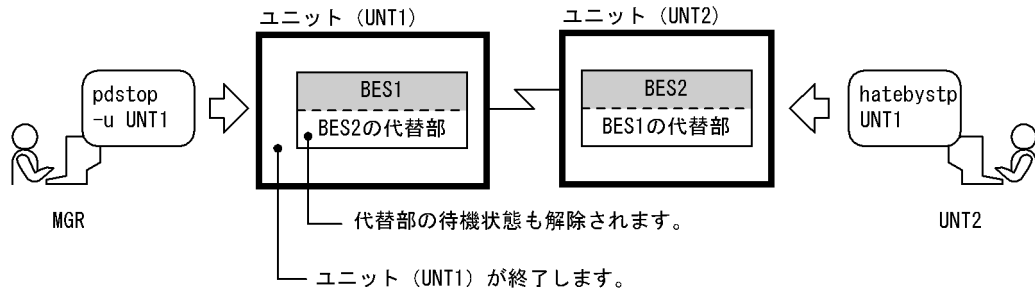 ユニット（UNT1）
ユニット（UNT2）
pdstop
-u UNT1
BES1
BES2の代替部
BES2
BES1の代替部
hatebystp
UNT1
MGR
UNT2
代替部の待機状態も解除されます。
ユニット（UNT1）が終了します。